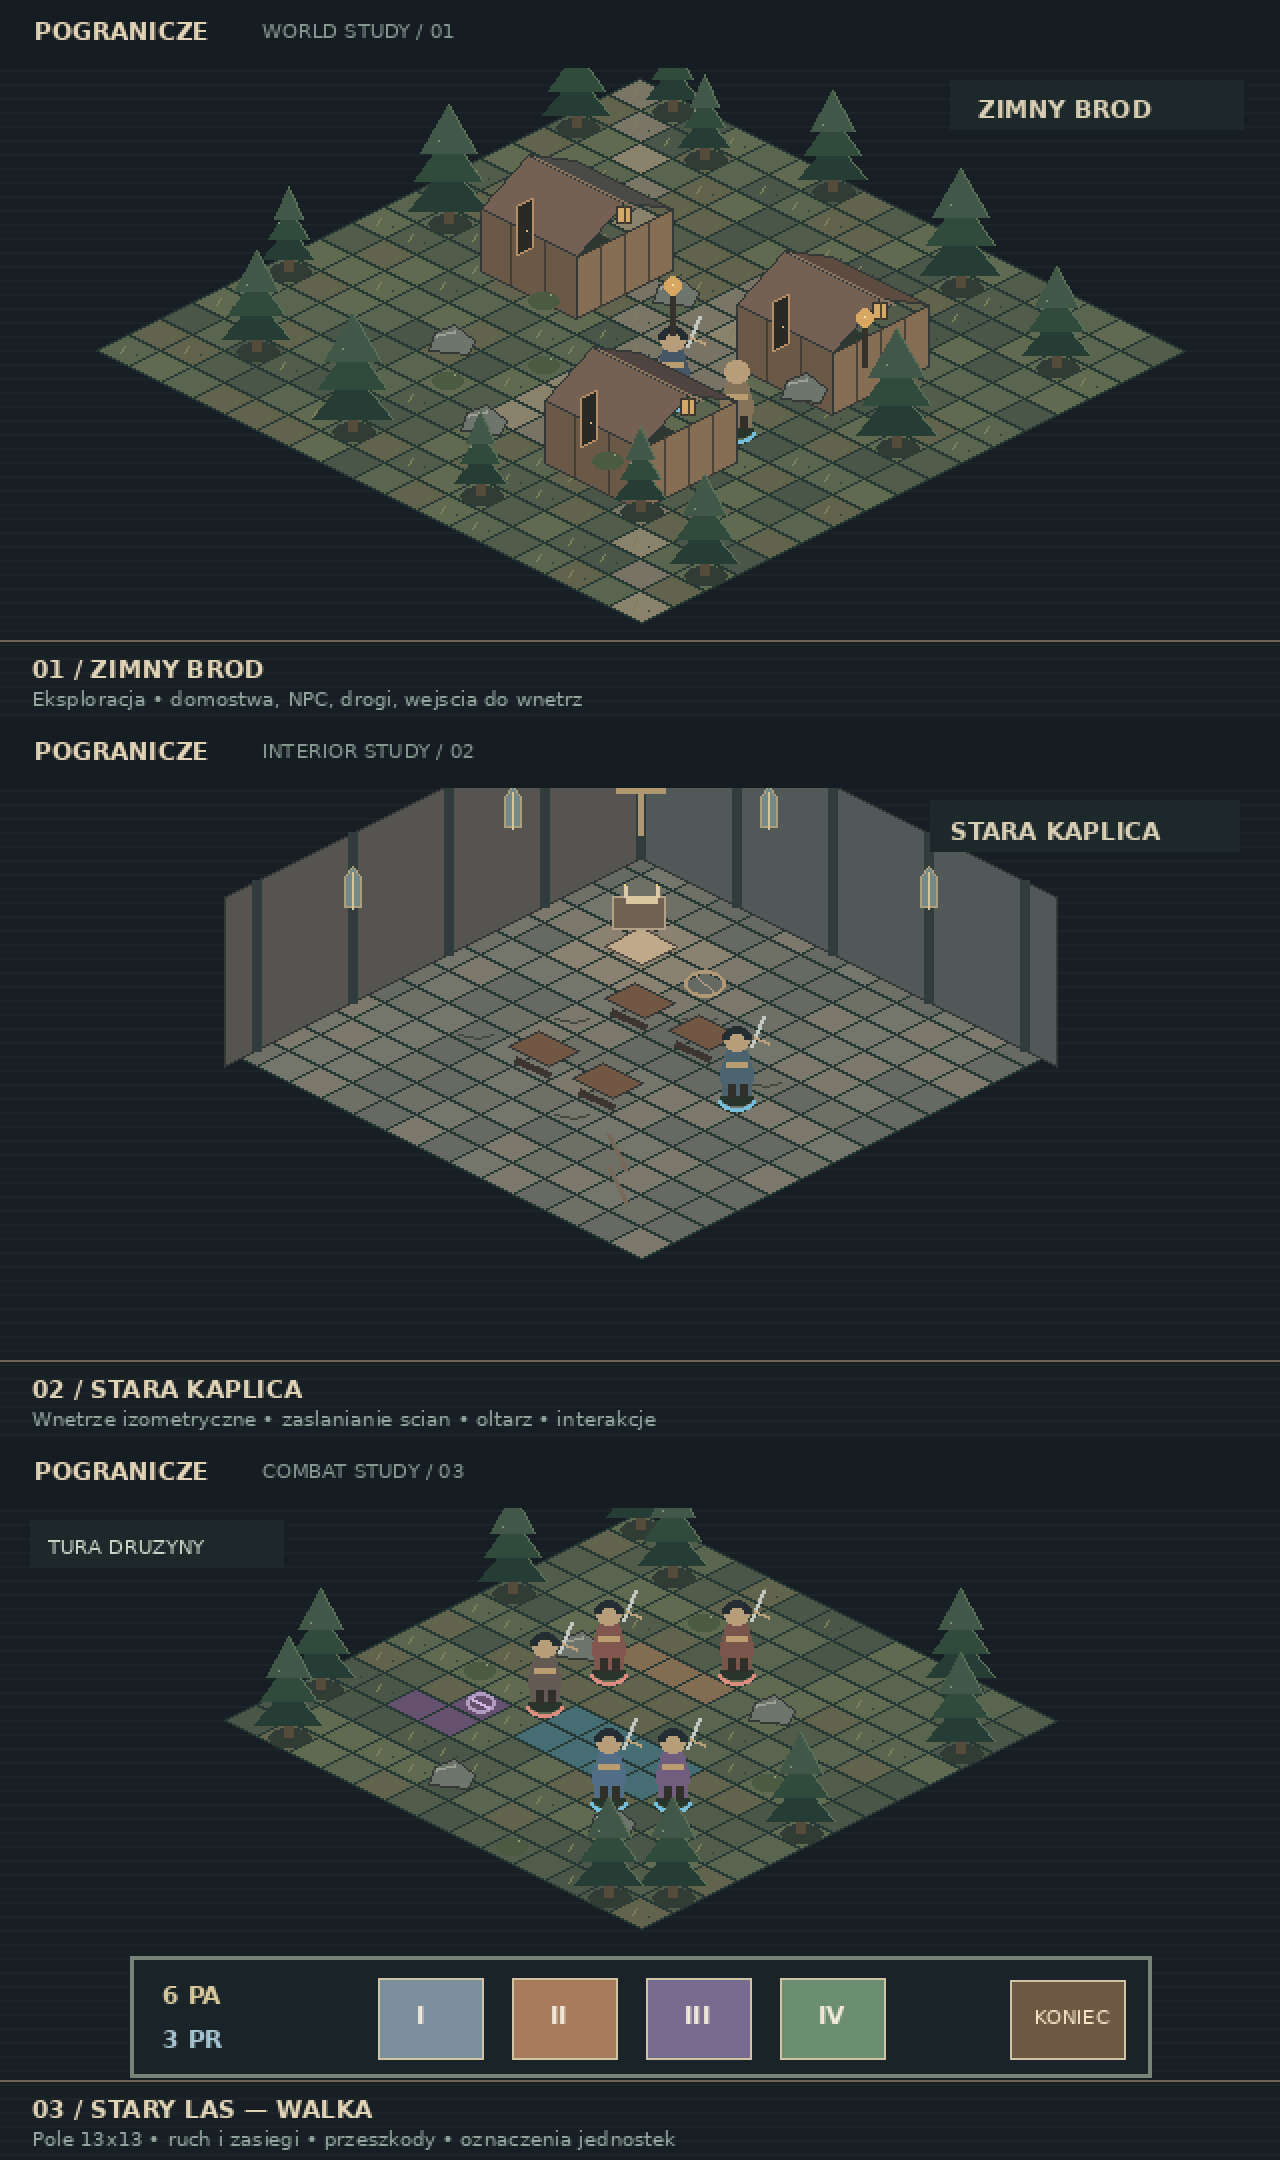 POGRANICZE WORLD STUDY / 01
ZIMNY BROD
01 / ZIMNY BROD
Eksploracja • domostwa, NPC, drogi, wejscia do wnetrz
POGRANICZE INTERIOR STUDY / 02
STARA KAPLICA
02 / STARA KAPLICA
Wnetrze izometryczne • zaslanianie scian • oltarz • interakcje
POGRANICZE COMBAT STUDY / 03
TURA DRUZYNY
6 PA
3 PR
I II III IV KONIEC
03 / STARY LAS — WALKA
Pole 13x13 • ruch i zasiegi • przeszkody • oznaczenia jednostek